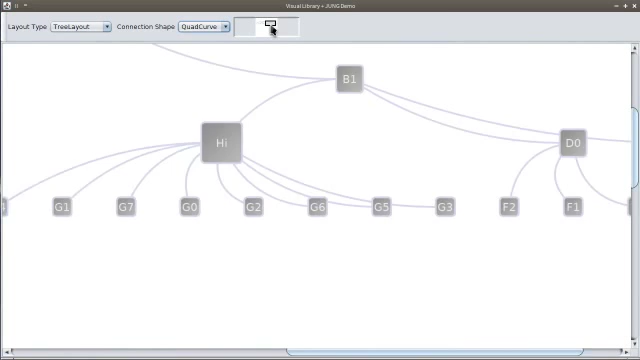 Visual Library + JUNG Demo
Layout Type TreeLayout Connection Shape QuadCurve
B1
Hi D0
G1 G7 G0 G2 G6 G5 G3 F2 F1